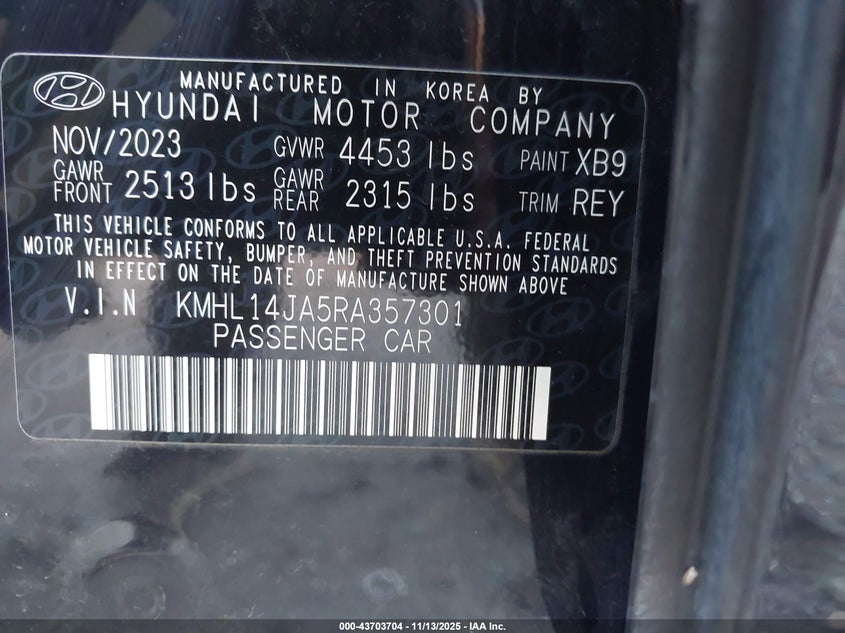 MANUFACTURED IN KOREA BY
HYUNDAI MOTOR COMPANY
NOV/2023 GVWR 4453 lbs PAINT XB9
GAWR FRONT 2513 lbs GAWR REAR 2315 lbs TRIM REY
THIS VEHICLE CONFORMS TO ALL APPLICABLE U.S.A. FEDERAL
MOTOR VEHICLE SAFETY, BUMPER, AND THEFT PREVENTION STANDARDS
IN EFFECT ON THE DATE OF MANUFACTURE SHOWN ABOVE
V.I.N KMHL14JA5RA357301
PASSENGER CAR
000-43703704 - 11/13/2025 - IAA Inc.